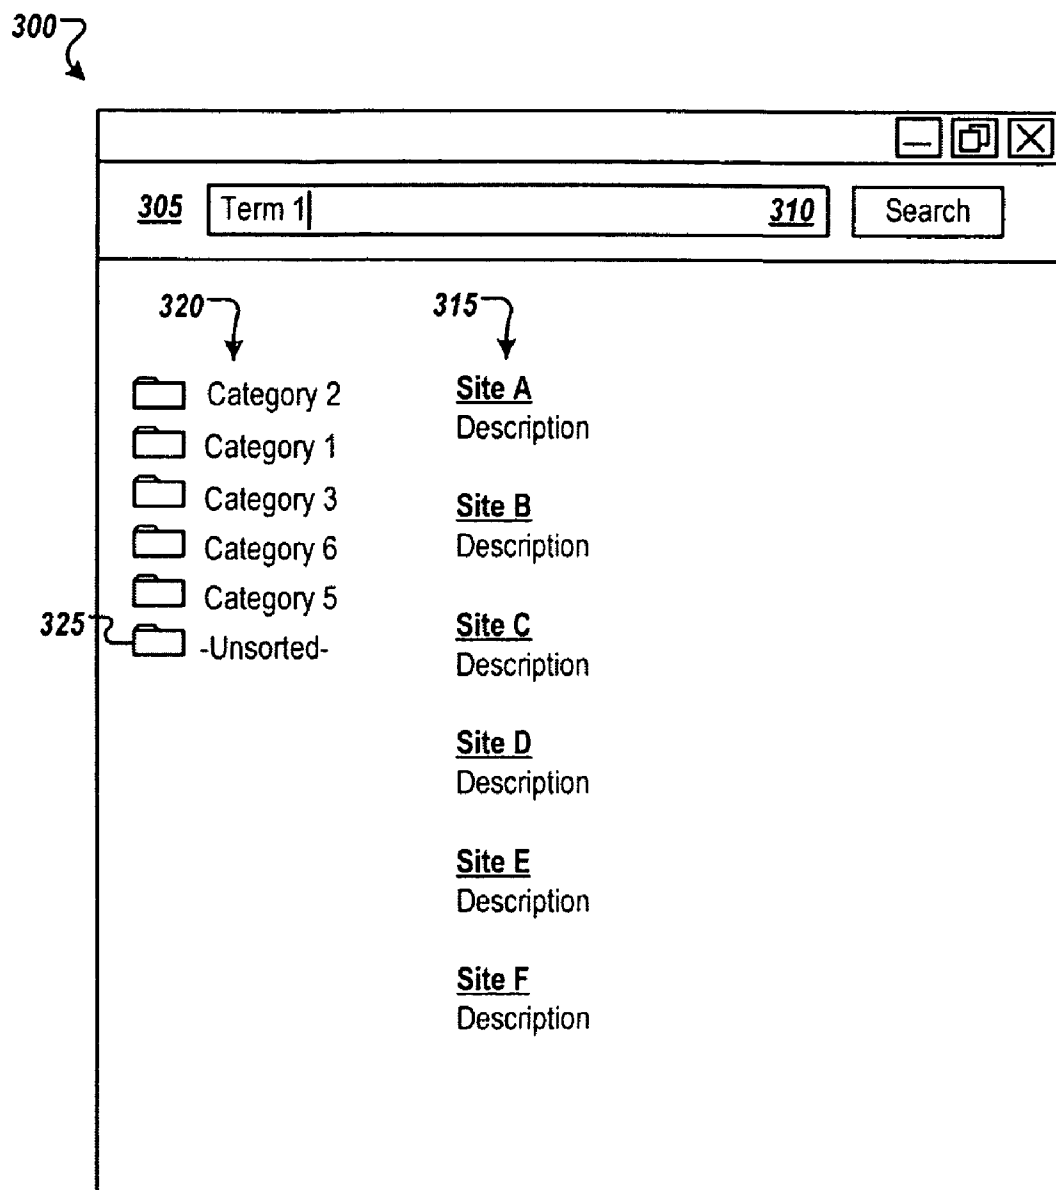 300
305 Term 1 310 Search
320
Category 2
Category 1
Category 3
Category 6
Category 5
325 -Unsorted-
315
Site A
Description
Site B
Description
Site C
Description
Site D
Description
Site E
Description
Site F
Description